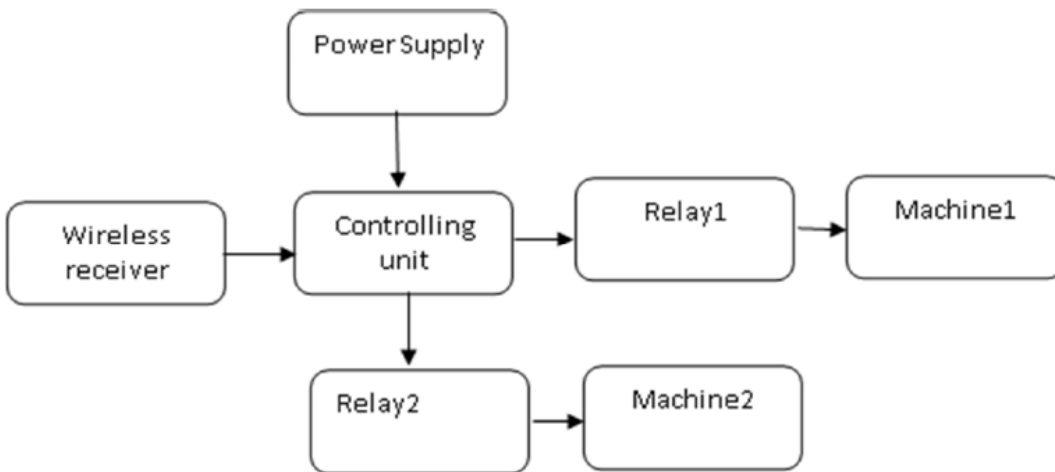 Power Supply
Wireless
receiver
Controlling
unit
Relay1
Machine1
Relay2
Machine2